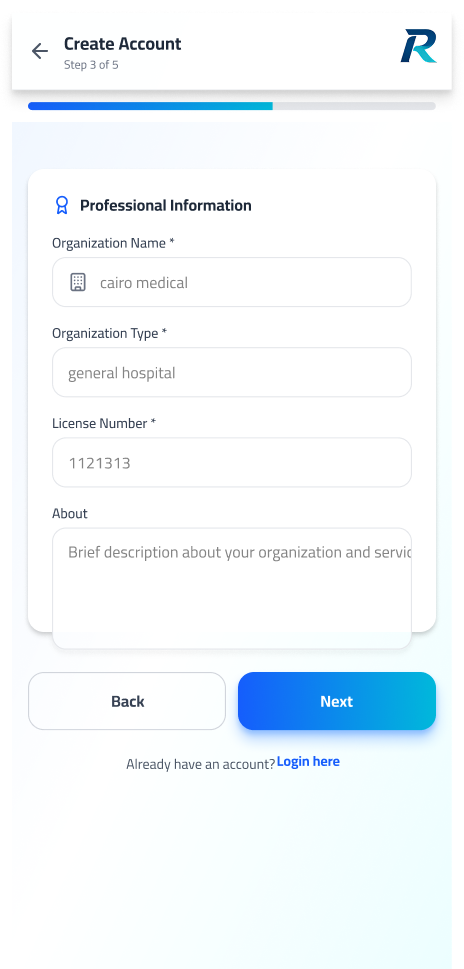 Create Account
Step 3 of 5
Professional Information
Organization Name *
cairo medical
Organization Type *
general hospital
License Number *
1121313
About
Brief description about your organization and servic
Back
Next
Already have an account? Login here